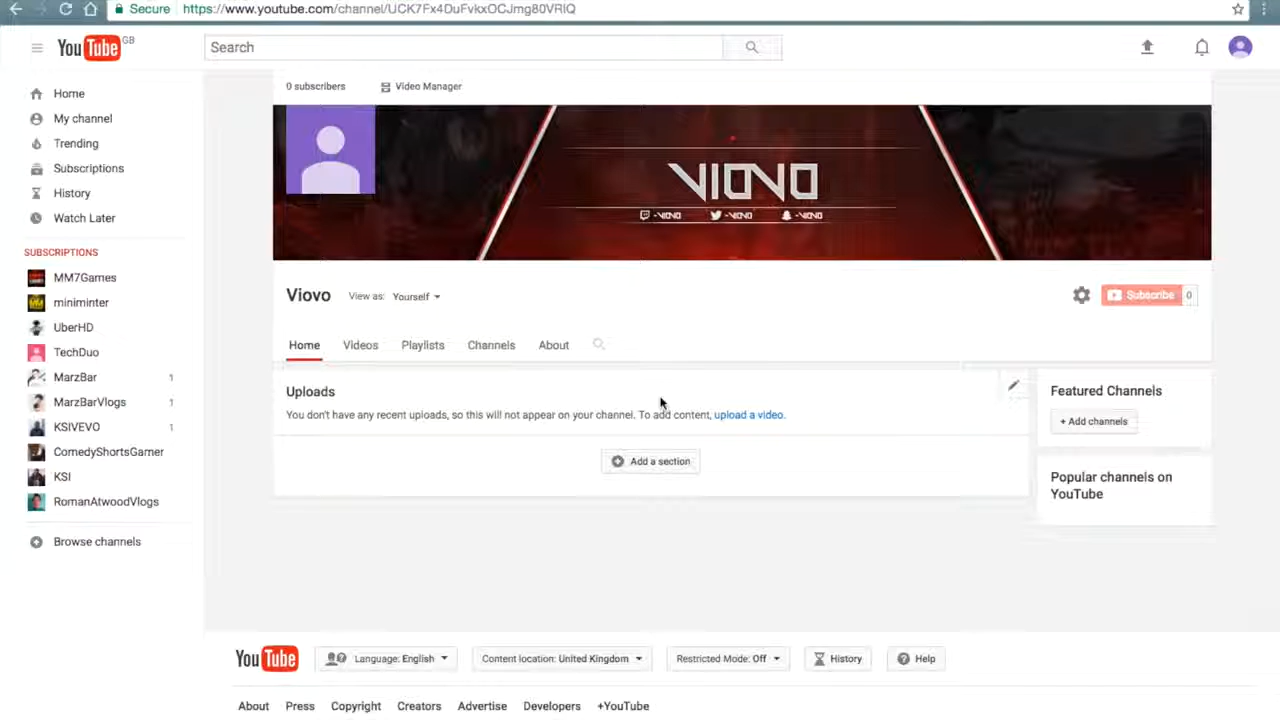 Secure https://www.youtube.com/channel/UCK7Fx4DuFvkxOCJmg80VRiQ
YouTube GB
Search
0 subscribers Video Manager
Home
My channel
Trending
Subscriptions
History
Watch Later
SUBSCRIPTIONS
MM7Games
miniminter
UberHD
TechDuo
MarzBar 1
MarzBarVlogs 1
KSIVEVO 1
ComedyShortsGamer
KSI
RomanAtwoodVlogs
Browse channels
VIOVO
-VIOVO -VIOVO -VIOVO
Viovo View as: Yourself
Subscribe 0
Home Videos Playlists Channels About
Uploads
You don't have any recent uploads, so this will not appear on your channel. To add content, upload a video.
Add a section
Featured Channels
+ Add channels
Popular channels on
YouTube
YouTube Language: English Content location: United Kingdom Restricted Mode: Off History Help
About Press Copyright Creators Advertise Developers +YouTube